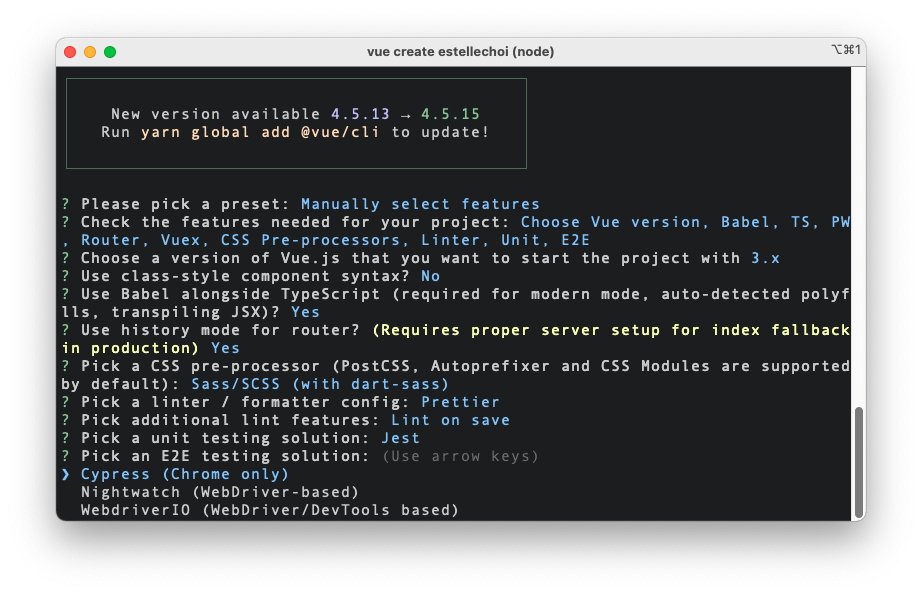 vue create estellechoi (node)
⌥⌘1
New version available 4.5.13 → 4.5.15
Run yarn global add @vue/cli to update!
? Please pick a preset: Manually select features
? Check the features needed for your project: Choose Vue version, Babel, TS, PW
, Router, Vuex, CSS Pre-processors, Linter, Unit, E2E
? Choose a version of Vue.js that you want to start the project with 3.x
? Use class-style component syntax? No
? Use Babel alongside TypeScript (required for modern mode, auto-detected polyf
lls, transpiling JSX)? Yes
? Use history mode for router? (Requires proper server setup for index fallback
in production) Yes
? Pick a CSS pre-processor (PostCSS, Autoprefixer and CSS Modules are supported
by default): Sass/SCSS (with dart-sass)
? Pick a linter / formatter config: Prettier
? Pick additional lint features: Lint on save
? Pick a unit testing solution: Jest
? Pick an E2E testing solution: (Use arrow keys)
❯ Cypress (Chrome only)
Nightwatch (WebDriver-based)
WebdriverIO (WebDriver/DevTools based)